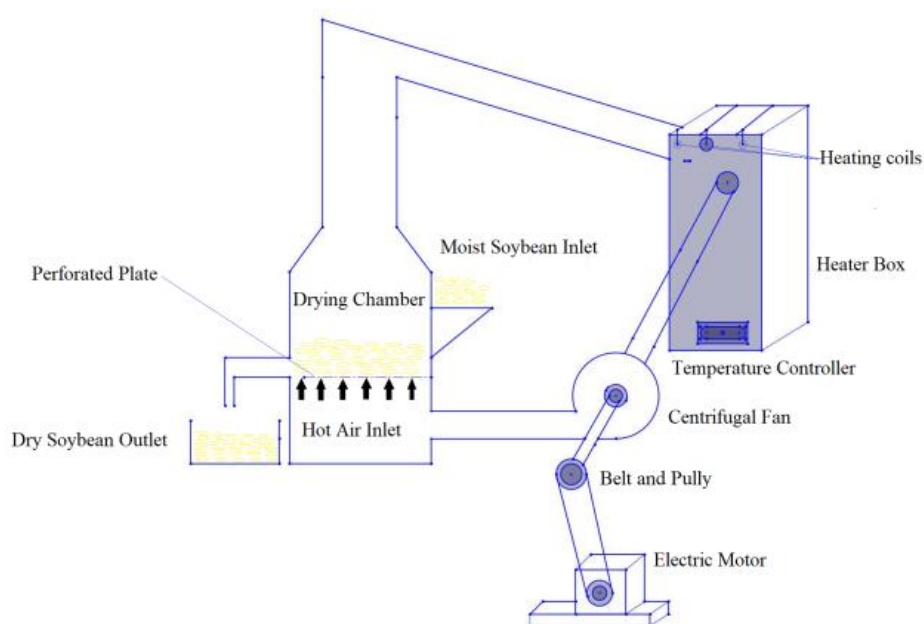 Heating coils
Moist Soybean Inlet
Perforated Plate
Heater Box
Drying Chamber
Temperature Controller
Centrifugal Fan
Hot Air Inlet
Dry Soybean Outlet
Belt and Pully
Electric Motor